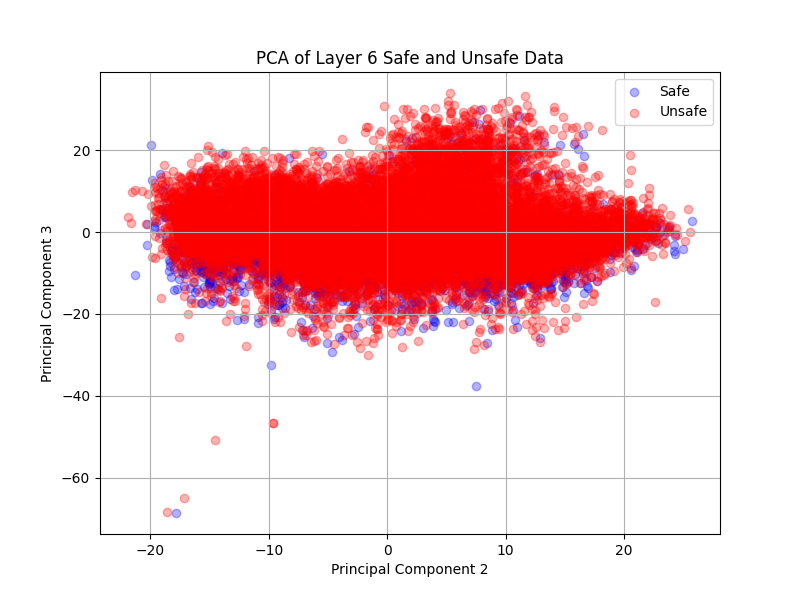 PCA of Layer 6 Safe and Unsafe Data
Safe
Unsafe
20
0
−20
−40
−60
Principal Component 3
−20
−10
0
10
20
Principal Component 2